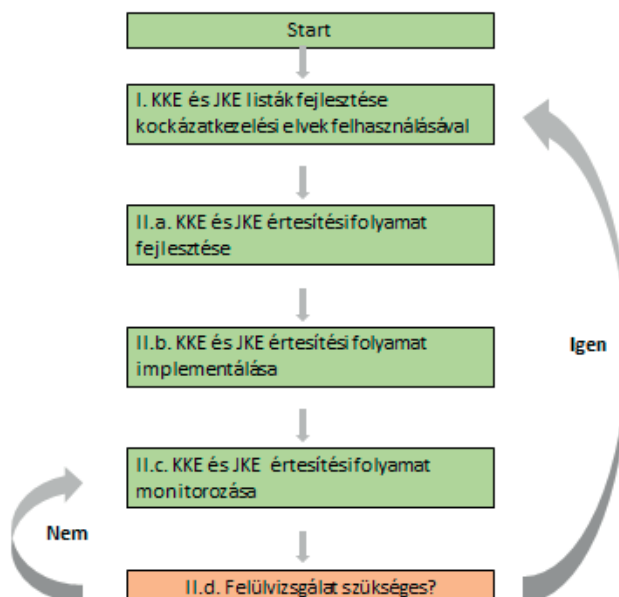 Start
I. KKE és JKE listák fejlesztése
kockázatkezelési elvek felhasználásával
II.a. KKE és JKE értesítési folyamat
fejlesztése
II.b. KKE és JKE értesítési folyamat
implementálása
Igen
II.c. KKE és JKE értesítési folyamat
monitorozása
Nem
II.d. Felülvizsgálat szükséges?